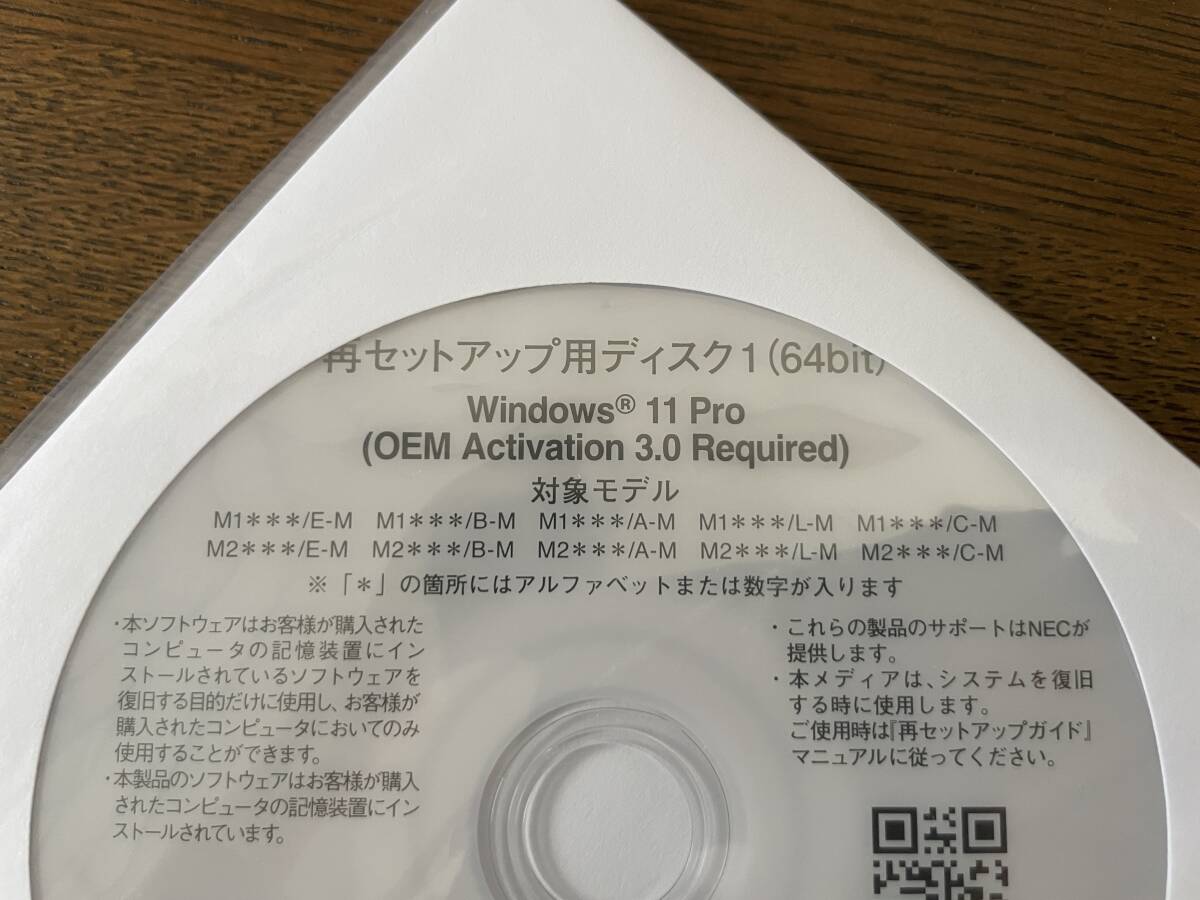 再セットアップ用ディスク1(64bit)
Windows® 11 Pro
(OEM Activation 3.0 Required)
対象モデル
M1***/E-M M1***/B-M M1***/A-M M1***/L-M M1***/C-M
M2***/E-M M2***/B-M M2***/A-M M2***/L-M M2***/C-M
※「*」の箇所にはアルファベットまたは数字が入ります
・本ソフトウェアはお客様が購入された
コンピュータの記憶装置にイン
ストールされているソフトウェアを
復旧する目的だけに使用し、お客様が
購入されたコンピュータにおいてのみ
使用することができます。
・本製品のソフトウェアはお客様が購入
されたコンピュータの記憶装置にイン
ストールされています。
・これらの製品のサポートはNECが
提供します。
・本メディアは、システムを復旧
する時に使用します。
ご使用時は『再セットアップガイド』
マニュアルに従ってください。